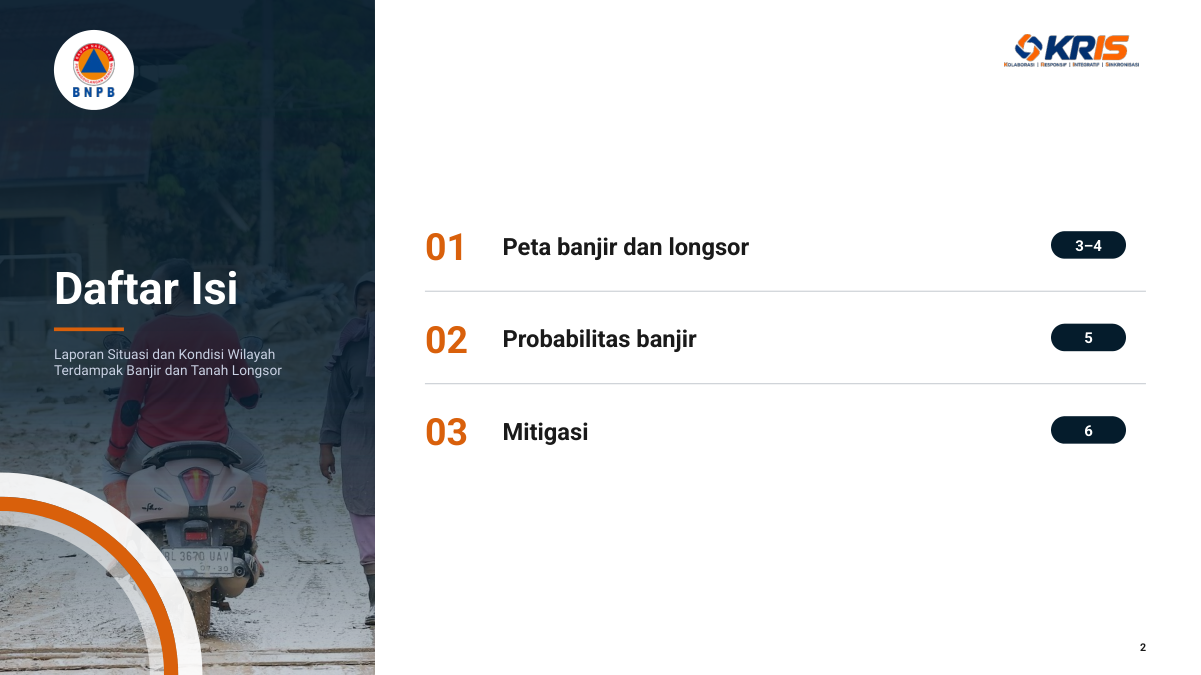 BNPB
KRIS
KOLABORASI | RESPONSIF | INTEGRATIF | SINKRONISASI
Daftar Isi
Laporan Situasi dan Kondisi Wilayah
Terdampak Banjir dan Tanah Longsor
01 Peta banjir dan longsor 3–4
02 Probabilitas banjir 5
03 Mitigasi 6
BL 3670 UAV
2